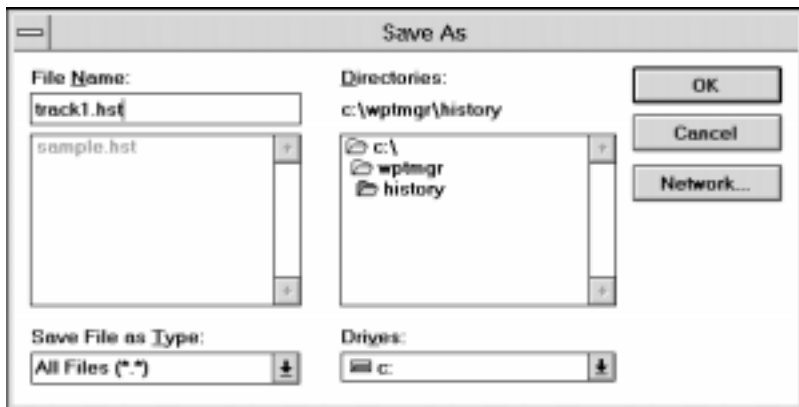 Save As
File Name:
track1.hst
sample.hst
Directories:
c:\wptmgr\history
c:\
wptmgr
history
OK
Cancel
Network...
Save File as Type:
All Files (*.*)
Drives:
c: